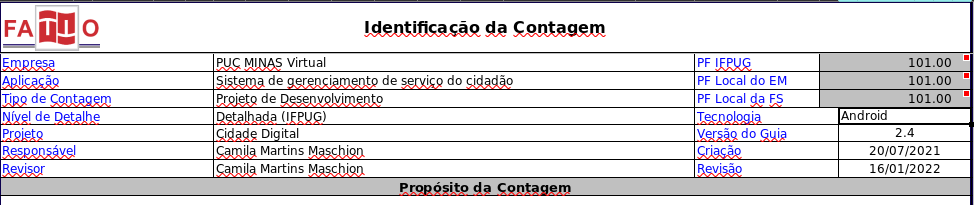 FATTO
Identificação da Contagem
Empresa PUC MINAS Virtual PF IFPUG 101.00
Aplicação Sistema de gerenciamento de serviço do cidadão PF Local do EM 101.00
Tipo de Contagem Projeto de Desenvolvimento PF Local da FS 101.00
Nível de Detalhe Detalhada (IFPUG) Tecnologia Android
Projeto Cidade Digital Versão do Guia 2.4
Responsável Camila Martins Maschion Criação 20/07/2021
Revisor Camila Martins Maschion Revisão 16/01/2022
Propósito da Contagem